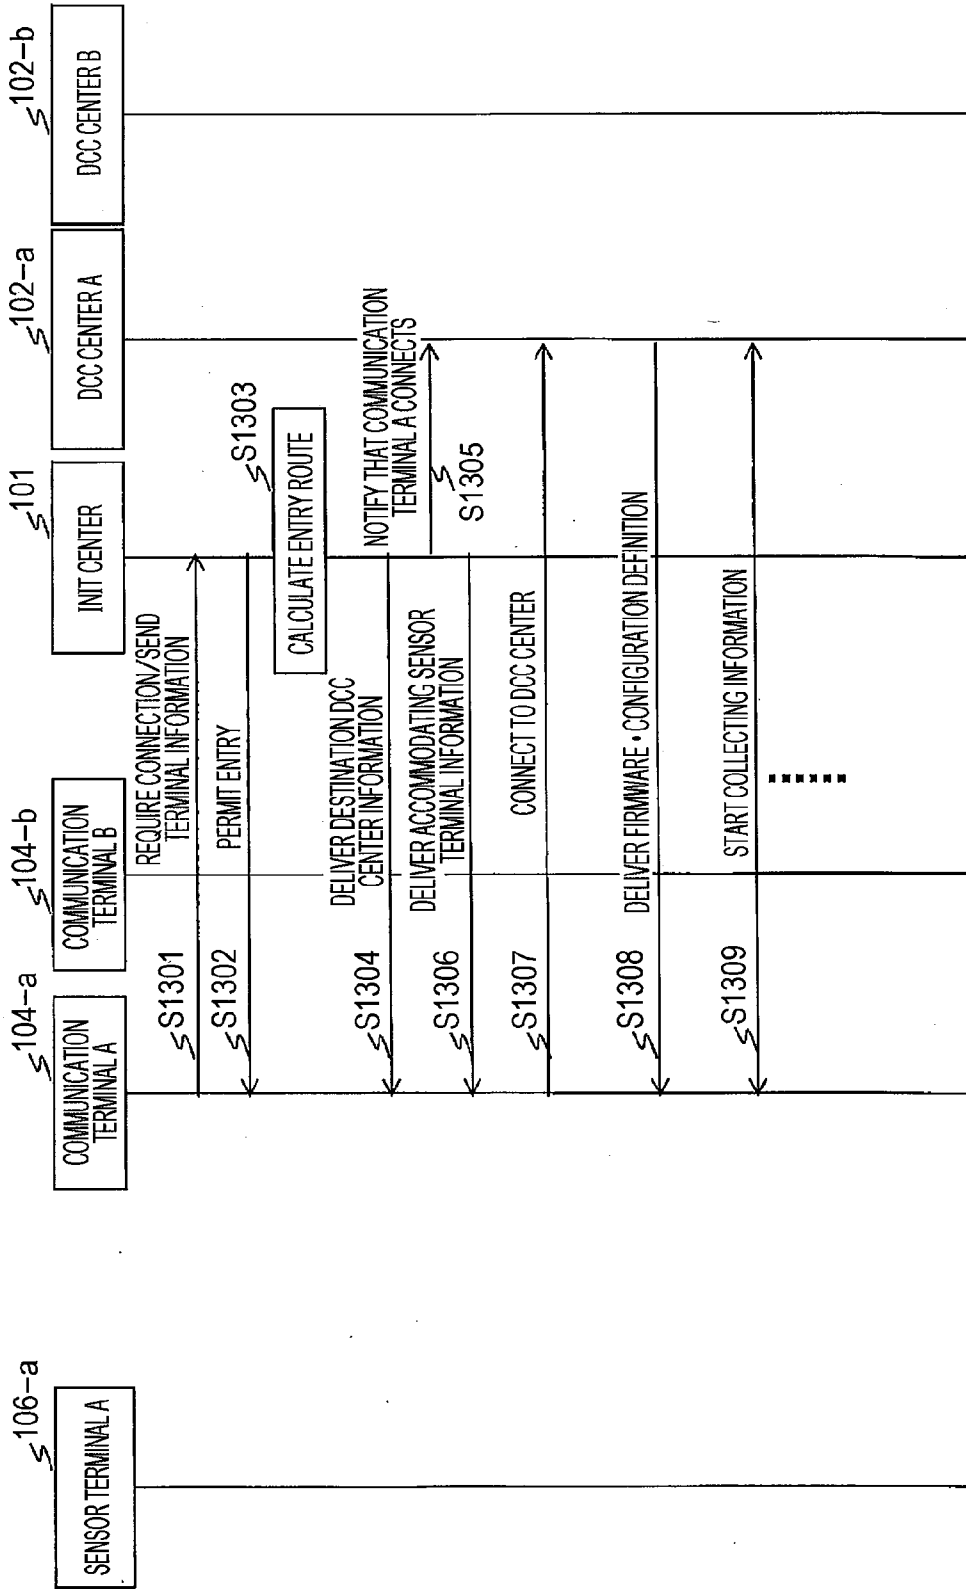 106-a
SENSOR TERMINAL A
104-a
COMMUNICATION
TERMINAL A
104-b
COMMUNICATION
TERMINAL B
101
INIT CENTER
102-a
DCC CENTER A
102-b
DCC CENTER B
REQUIRE CONNECTION/SEND
TERMINAL INFORMATION
S1301
PERMIT ENTRY
S1302
S1303
CALCULATE ENTRY ROUTE
DELIVER DESTINATION DCC
CENTER INFORMATION
S1304
NOTIFY THAT COMMUNICATION
TERMINAL A CONNECTS
S1305
DELIVER ACCOMMODATING SENSOR
TERMINAL INFORMATION
S1306
CONNECT TO DCC CENTER
S1307
DELIVER FIRMWARE・CONFIGURATION DEFINITION
S1308
START COLLECTING INFORMATION
S1309